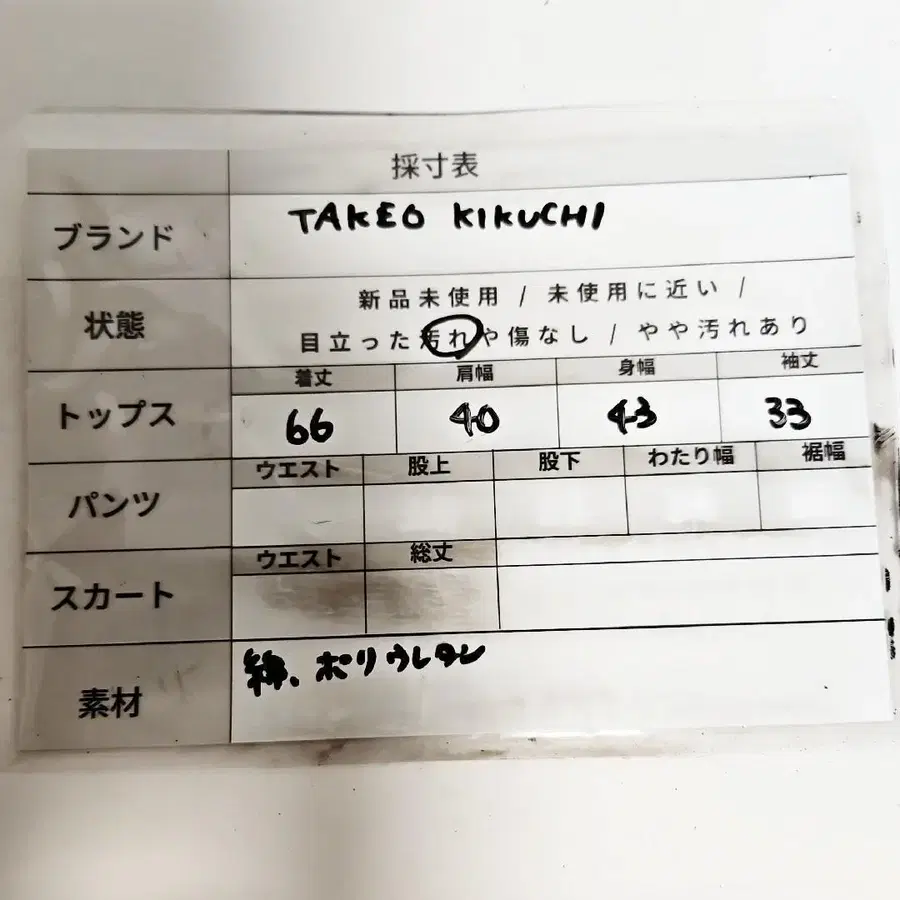 採寸表
ブランド TAKEO KIKUCHI
状態 新品未使用 / 未使用に近い /
目立った汚れや傷なし / やや汚れあり
着丈 肩幅 身幅 袖丈
トップス 66 40 43 33
ウエスト 股上 股下 わたり幅 裾幅
パンツ
ウエスト 総丈
スカート
素材 綿、ポリウレタン